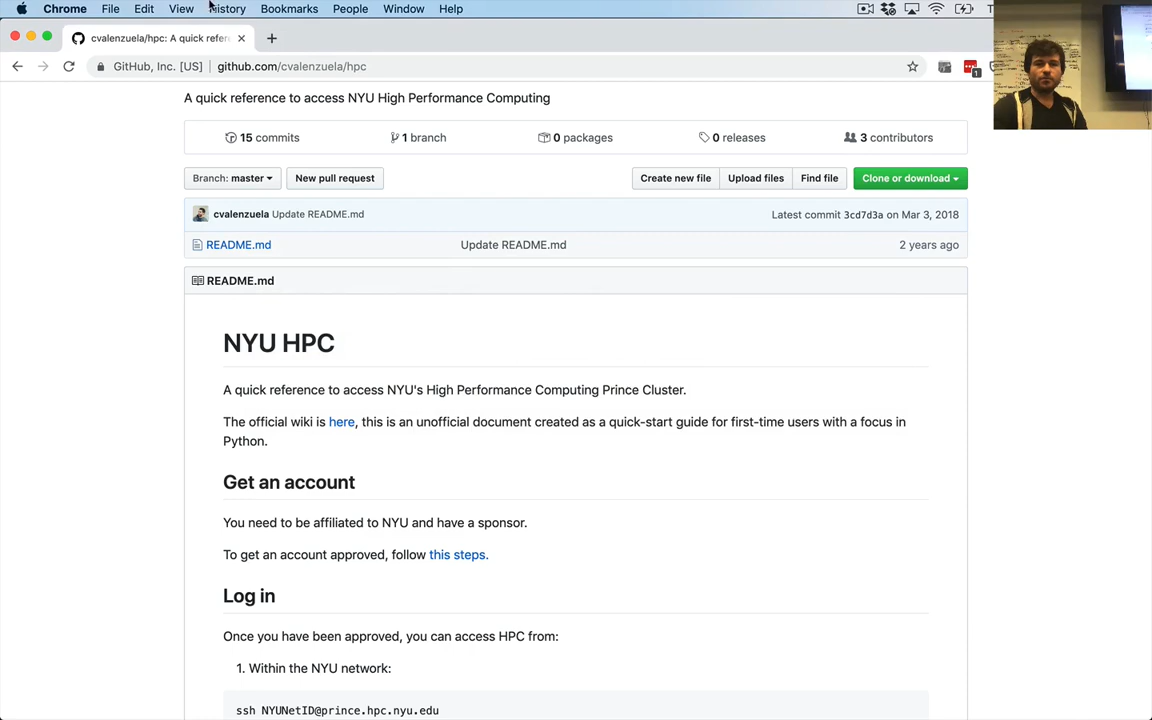 Chrome File Edit View History Bookmarks People Window Help
cvalenzuela/hpc: A quick refer
GitHub, Inc. [US] github.com/cvalenzuela/hpc
1
A quick reference to access NYU High Performance Computing
15 commits 1 branch 0 packages 0 releases 3 contributors
Branch: master New pull request Create new file Upload files Find file Clone or download
cvalenzuela Update README.md Latest commit 3cd7d3a on Mar 3, 2018
README.md Update README.md 2 years ago
README.md
NYU HPC
A quick reference to access NYU's High Performance Computing Prince Cluster.
The official wiki is here, this is an unofficial document created as a quick-start guide for first-time users with a focus in
Python.
Get an account
You need to be affiliated to NYU and have a sponsor.
To get an account approved, follow this steps.
Log in
Once you have been approved, you can access HPC from:
1. Within the NYU network:
ssh NYUNetID@prince.hpc.nyu.edu